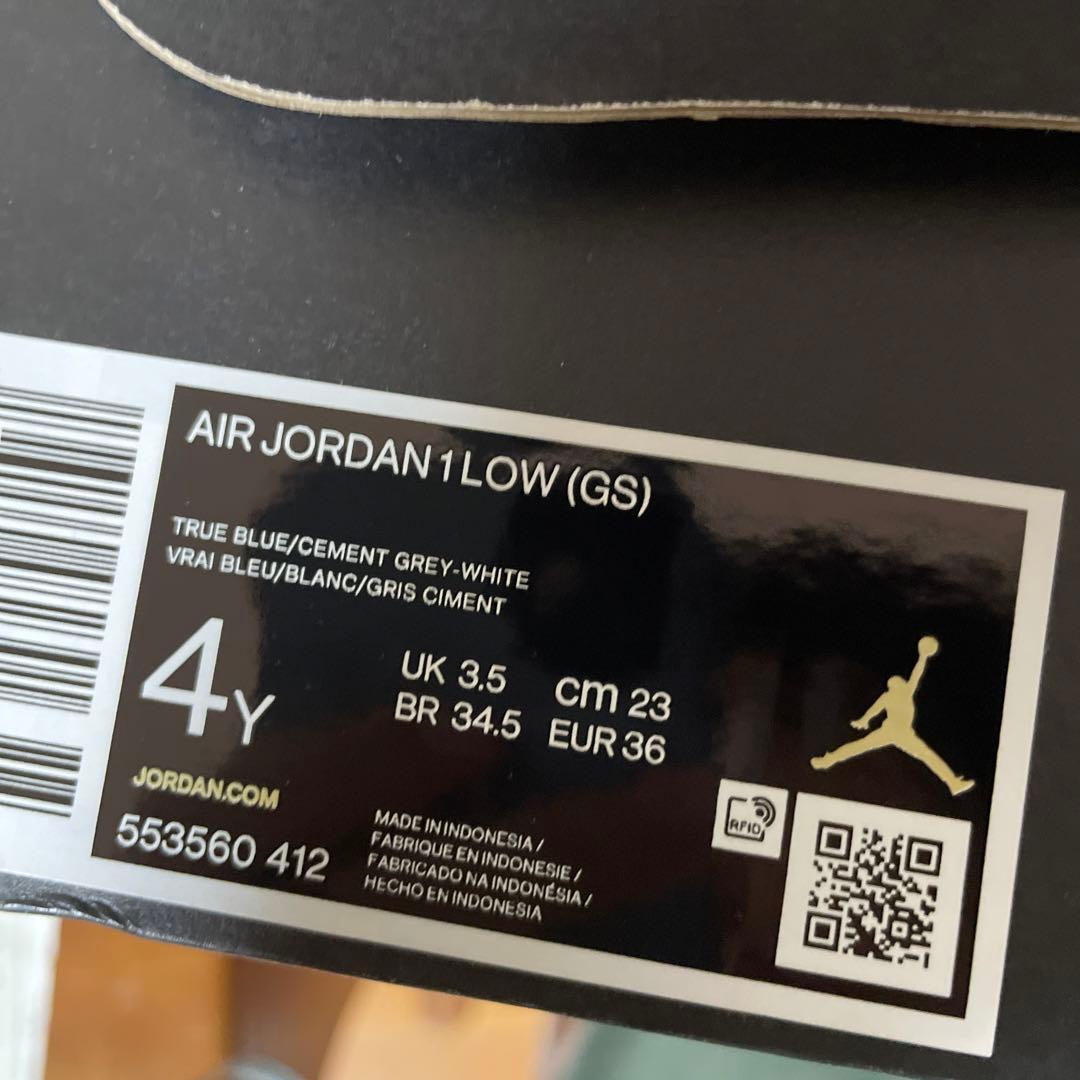 AIR JORDAN 1 LOW (GS)
TRUE BLUE/CEMENT GREY-WHITE
VRAI BLEU/BLANC/GRIS CIMENT
4Y
UK 3.5 cm 23
BR 34.5 EUR 36
JORDAN.COM
553560 412
MADE IN INDONESIA /
FABRIQUE EN INDONESIE /
FABRICADO NA INDONÉSIA /
HECHO EN INDONESIA
RFID